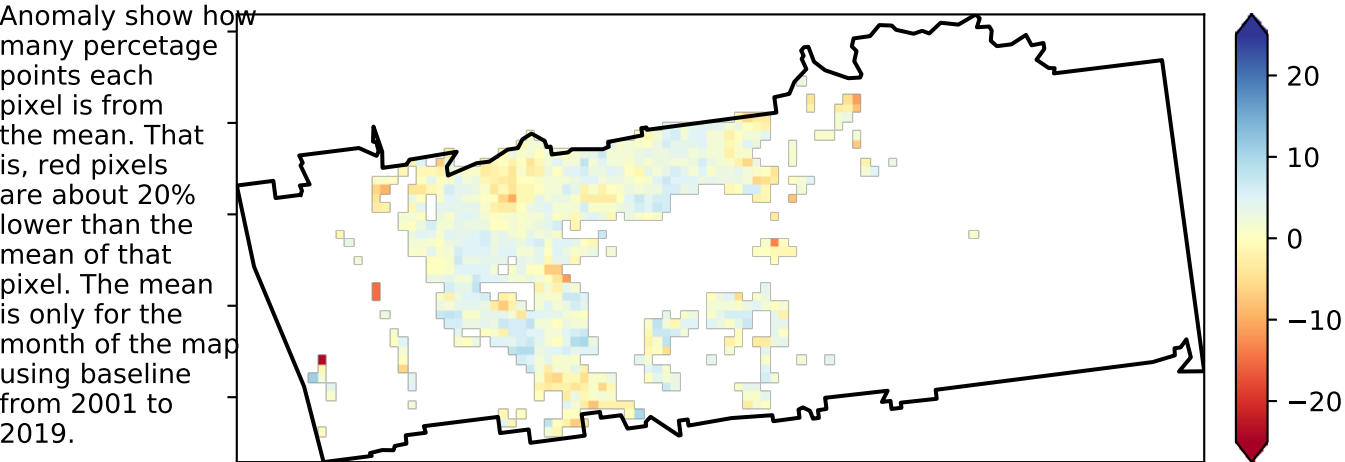 Anomaly show how
many percetage
points each
pixel is from
the mean. That
is, red pixels
are about 20%
lower than the
mean of that
pixel. The mean
is only for the
month of the map
using baseline
from 2001 to
2019.
20
10
0
−10
−20